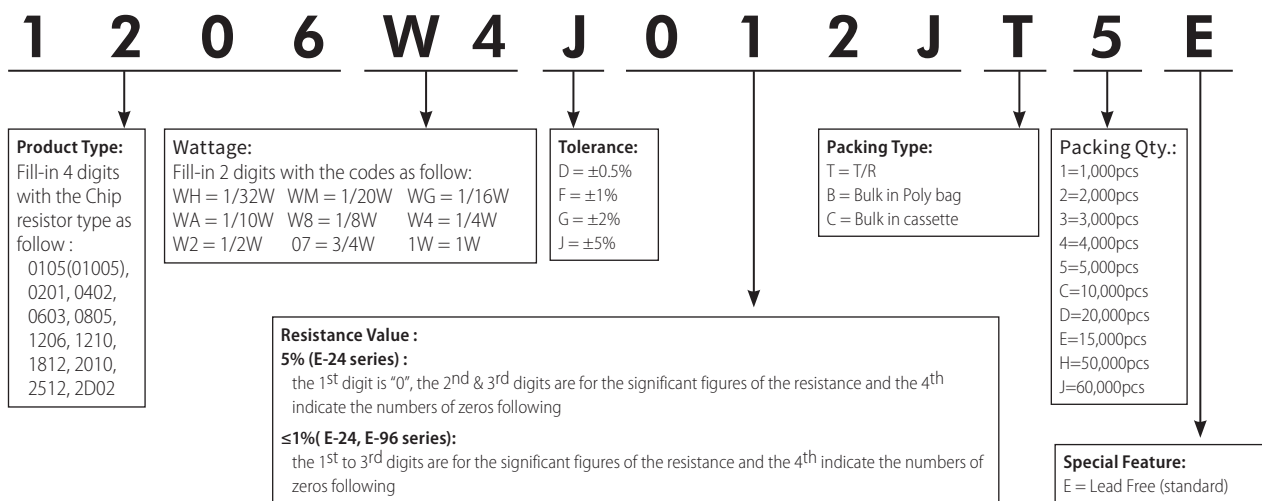 1 2 0 6 W 4 J 0 1 2 J T 5 E
Product Type:
Fill-in 4 digits
with the Chip
resistor type as
follow :
0105(01005),
0201, 0402,
0603, 0805,
1206, 1210,
1812, 2010,
2512, 2D02
Wattage:
Fill-in 2 digits with the codes as follow:
WH = 1/32W WM = 1/20W WG = 1/16W
WA = 1/10W W8 = 1/8W W4 = 1/4W
W2 = 1/2W 07 = 3/4W 1W = 1W
Tolerance:
D = ±0.5%
F = ±1%
G = ±2%
J = ±5%
Packing Type:
T = T/R
B = Bulk in Poly bag
C = Bulk in cassette
Packing Qty.:
1=1,000pcs
2=2,000pcs
3=3,000pcs
4=4,000pcs
5=5,000pcs
C=10,000pcs
D=20,000pcs
E=15,000pcs
H=50,000pcs
J=60,000pcs
Resistance Value :
5% (E-24 series) :
the 1st digit is “0”, the 2nd & 3rd digits are for the significant figures of the resistance and the 4th
indicate the numbers of zeros following
≤1%( E-24, E-96 series):
the 1st to 3rd digits are for the significant figures of the resistance and the 4th indicate the numbers of
zeros following
Special Feature:
E = Lead Free (standard)